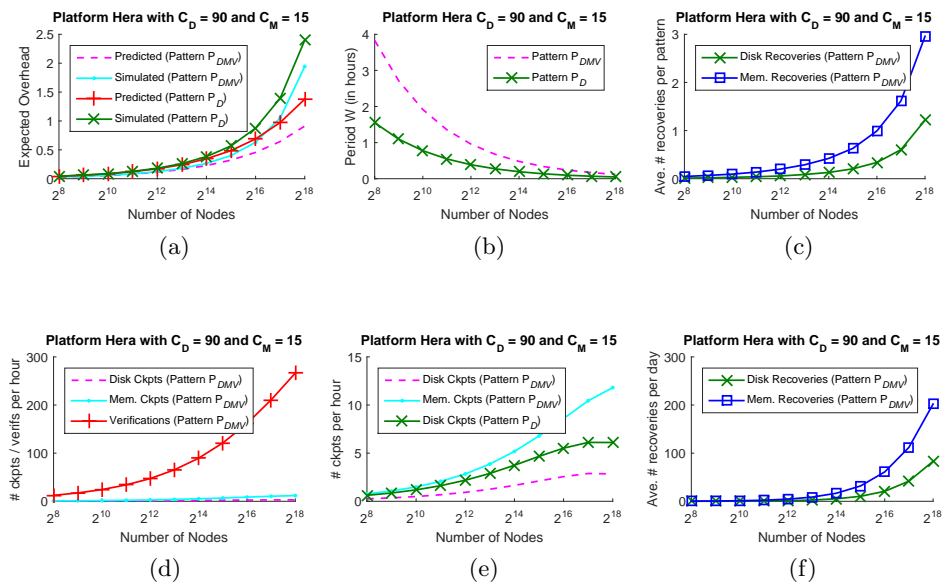 Platform Hera with C_D = 90 and C_M = 15
Expected Overhead
2.5
2
1.5
1
0.5
0
Predicted (Pattern P_DMV)
Simulated (Pattern P_DMV)
Predicted (Pattern P_D)
Simulated (Pattern P_D)
2^8 2^10 2^12 2^14 2^16 2^18
Number of Nodes
(a)
Platform Hera with C_D = 90 and C_M = 15
Period W (in hours)
4
3
2
1
0
Pattern P_DMV
Pattern P_D
2^8 2^10 2^12 2^14 2^16 2^18
Number of Nodes
(b)
Platform Hera with C_D = 90 and C_M = 15
Ave. # recoveries per pattern
3
2
1
0
Disk Recoveries (Pattern P_DMV)
Mem. Recoveries (Pattern P_DMV)
2^8 2^10 2^12 2^14 2^16 2^18
Number of Nodes
(c)
Platform Hera with C_D = 90 and C_M = 15
# ckpts / verifs per hour
300
200
100
0
Disk Ckpts (Pattern P_DMV)
Mem. Ckpts (Pattern P_DMV)
Verifications (Pattern P_DMV)
2^8 2^10 2^12 2^14 2^16 2^18
Number of Nodes
(d)
Platform Hera with C_D = 90 and C_M = 15
# ckpts per hour
15
10
5
0
Disk Ckpts (Pattern P_DMV)
Mem. Ckpts (Pattern P_DMV)
Disk Ckpts (Pattern P_D)
2^8 2^10 2^12 2^14 2^16 2^18
Number of Nodes
(e)
Platform Hera with C_D = 90 and C_M = 15
Ave. # recoveries per day
300
200
100
0
Disk Recoveries (Pattern P_DMV)
Mem. Recoveries (Pattern P_DMV)
2^8 2^10 2^12 2^14 2^16 2^18
Number of Nodes
(f)